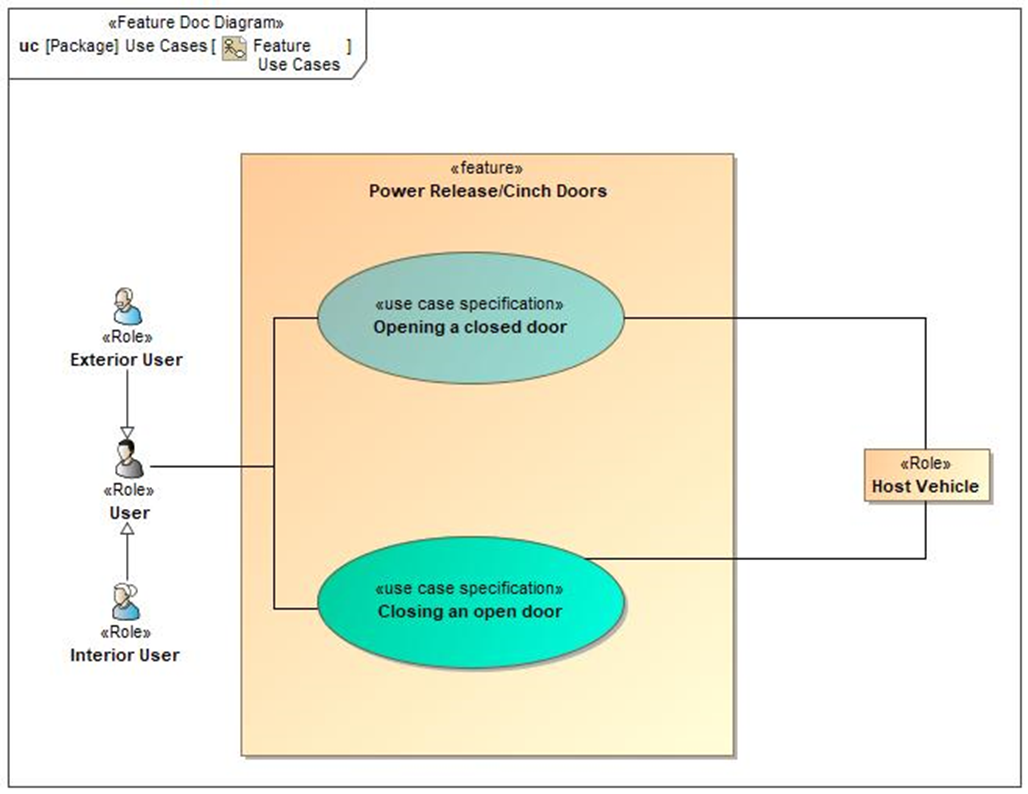 «Feature Doc Diagram»
uc [Package] Use Cases [ Feature ]
Use Cases
«feature»
Power Release/Cinch Doors
«use case specification»
Opening a closed door
«Role»
Exterior User
«Role»
User
«Role»
Host Vehicle
«use case specification»
Closing an open door
«Role»
Interior User